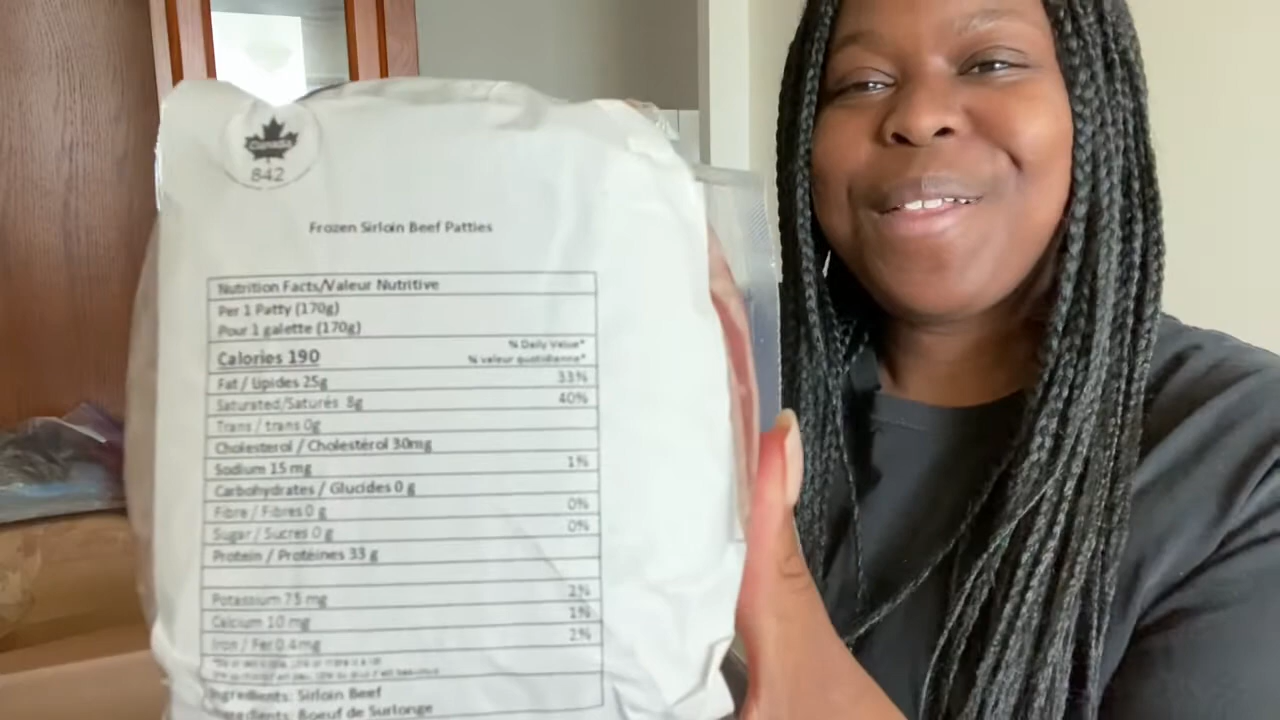 Canada
842
Frozen Sirloin Beef Patties
Nutrition Facts/Valeur Nutritive
Per 1 Patty (170g)
Pour 1 galette (170g)
Calories 190
% Daily Value*
% valeur quotidienne*
Fat / Lipides 25g 33%
Saturated/Saturés 8g 40%
Trans / trans 0g
Cholesterol / Cholestérol 30mg
Sodium 15 mg 1%
Carbohydrates / Glucides 0 g
Fibre / Fibres 0 g 0%
Sugar / Sucres 0 g 0%
Protein / Protéines 33 g
Potassium 75 mg 2%
Calcium 10 mg 1%
Iron / Fer 0.4mg 2%
Ingredients: Sirloin Beef
Ingredients: Boeuf de Surlonge